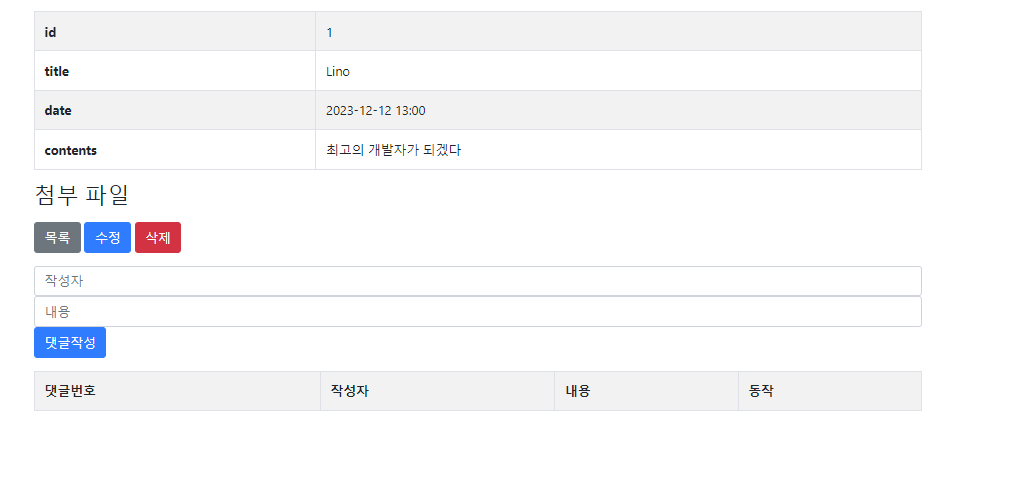 id 1
title Lino
date 2023-12-12 13:00
contents 최고의 개발자가 되겠다
첨부 파일
목록 수정 삭제
작성자
내용
댓글작성
댓글번호 작성자 내용 동작